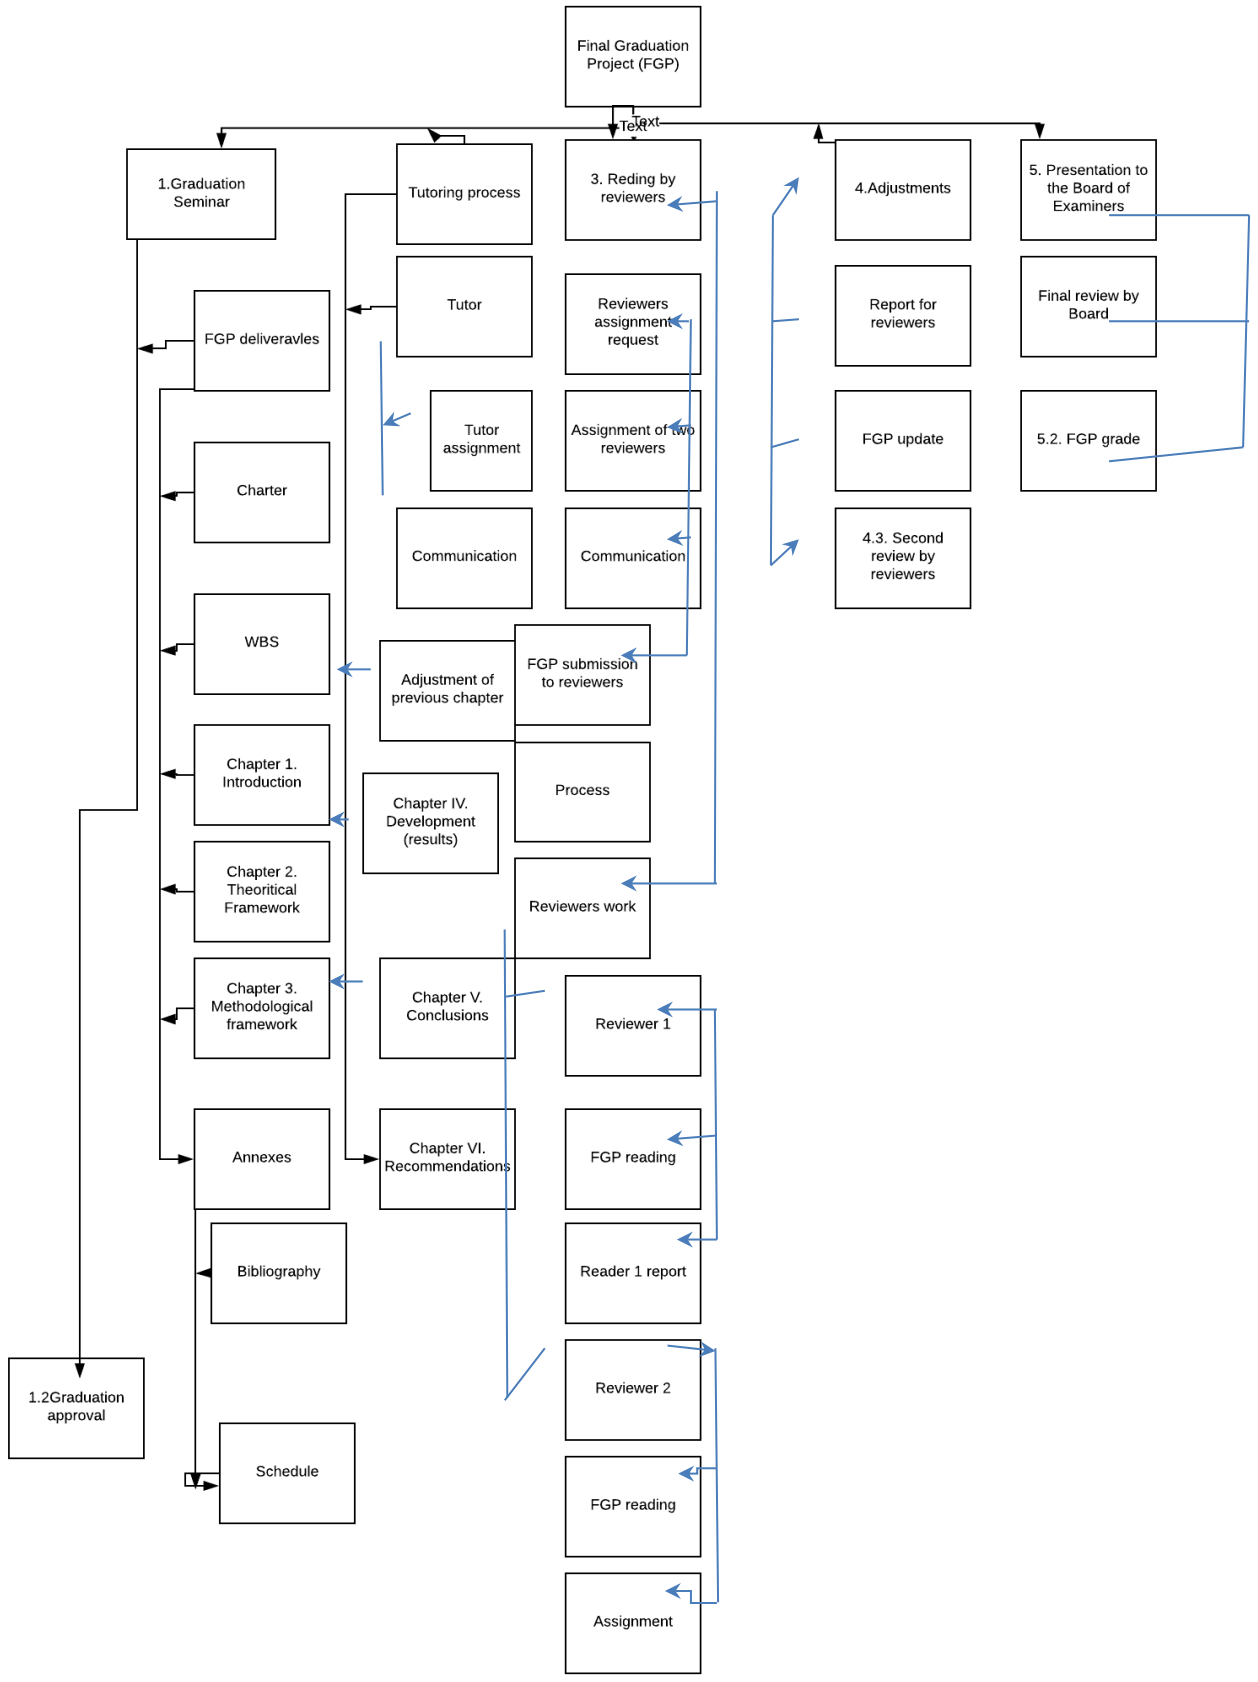 Final Graduation
Project (FGP)
Text
Text
1.Graduation
Seminar
Tutoring process
3. Reding by
reviewers
4.Adjustments
5. Presentation to
the Board of
Examiners
FGP deliveravles
Tutor
Reviewers
assignment
request
Report for
reviewers
Final review by
Board
Charter
Tutor
assignment
Assignment of two
reviewers
FGP update
5.2. FGP grade
Communication
Communication
4.3. Second
review by
reviewers
WBS
Adjustment of
previous chapter
FGP submission
to reviewers
Chapter 1.
Introduction
Chapter IV.
Development
(results)
Process
Chapter 2.
Theoritical
Framework
Reviewers work
Chapter 3.
Methodological
framework
Chapter V.
Conclusions
Reviewer 1
Annexes
Chapter VI.
Recommendations
FGP reading
Bibliography
Reader 1 report
1.2Graduation
approval
Reviewer 2
Schedule
FGP reading
Assignment